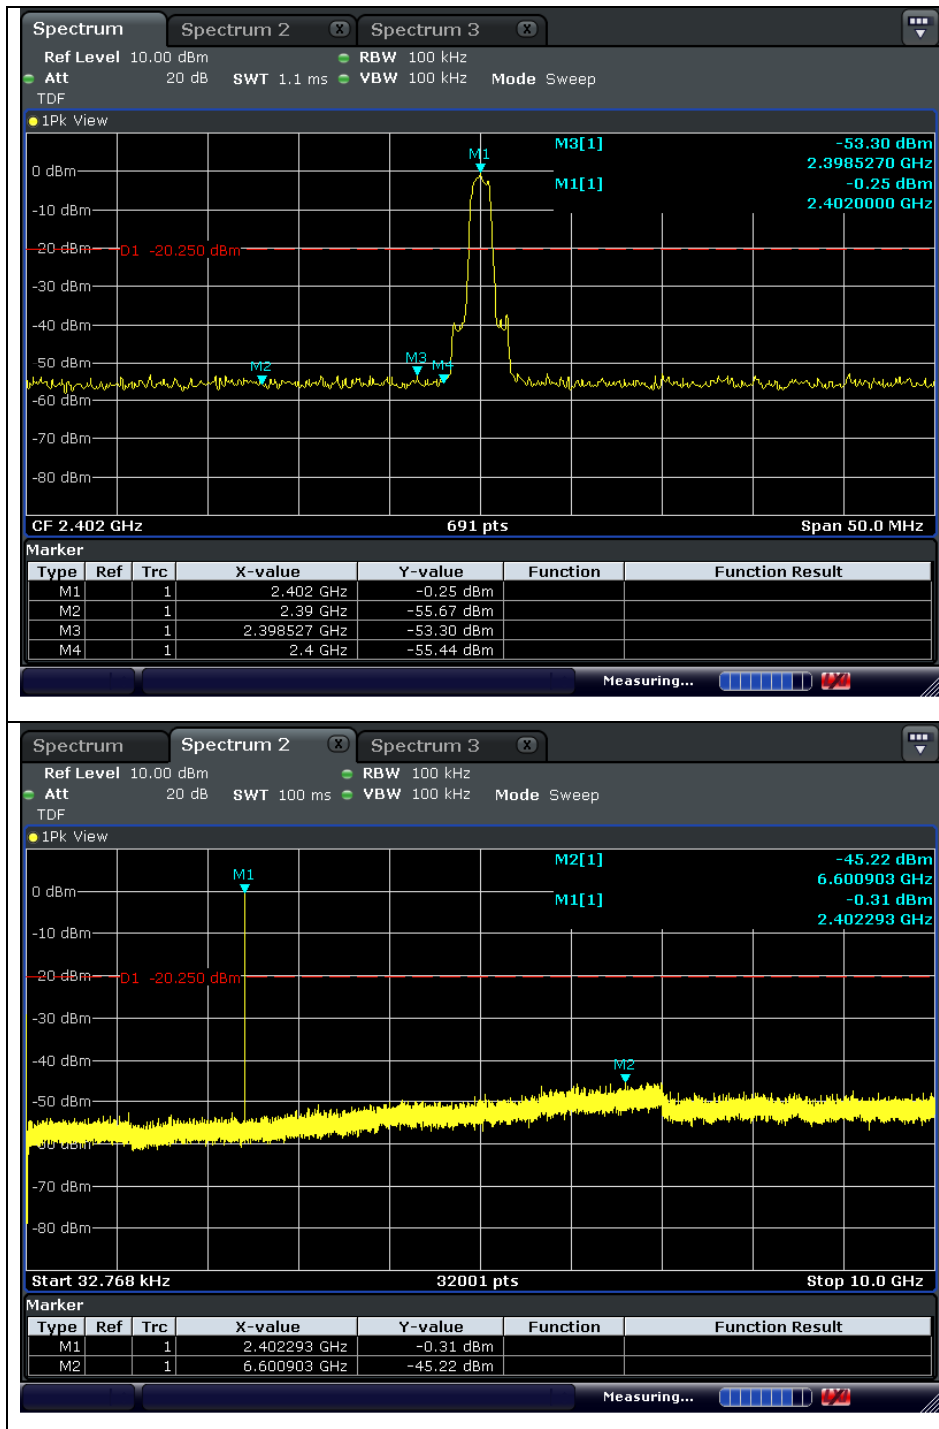 Spectrum Spectrum 2 X Spectrum 3 X
Ref Level 10.00 dBm RBW 100 kHz
Att 20 dB SWT 1.1 ms VBW 100 kHz Mode Sweep
TDF
1Pk View
M3[1] -53.30 dBm
2.3985270 GHz
M1[1] -0.25 dBm
2.4020000 GHz
M1
0 dBm
-10 dBm
-20 dBm D1 -20.250 dBm
-30 dBm
-40 dBm
-50 dBm
M2 M3 M4
-60 dBm
-70 dBm
-80 dBm
CF 2.402 GHz 691 pts Span 50.0 MHz
Marker
Type Ref Trc X-value Y-value Function Function Result
M1 1 2.402 GHz -0.25 dBm
M2 1 2.39 GHz -55.67 dBm
M3 1 2.398527 GHz -53.30 dBm
M4 1 2.4 GHz -55.44 dBm
Measuring...
Spectrum Spectrum 2 X Spectrum 3 X
Ref Level 10.00 dBm RBW 100 kHz
Att 20 dB SWT 100 ms VBW 100 kHz Mode Sweep
TDF
1Pk View
M2[1] -45.22 dBm
6.600903 GHz
M1[1] -0.31 dBm
2.402293 GHz
M1
0 dBm
-10 dBm
-20 dBm D1 -20.250 dBm
-30 dBm
-40 dBm
M2
-50 dBm
-60 dBm
-70 dBm
-80 dBm
Start 32.768 kHz 32001 pts Stop 10.0 GHz
Marker
Type Ref Trc X-value Y-value Function Function Result
M1 1 2.402293 GHz -0.31 dBm
M2 1 6.600903 GHz -45.22 dBm
Measuring...